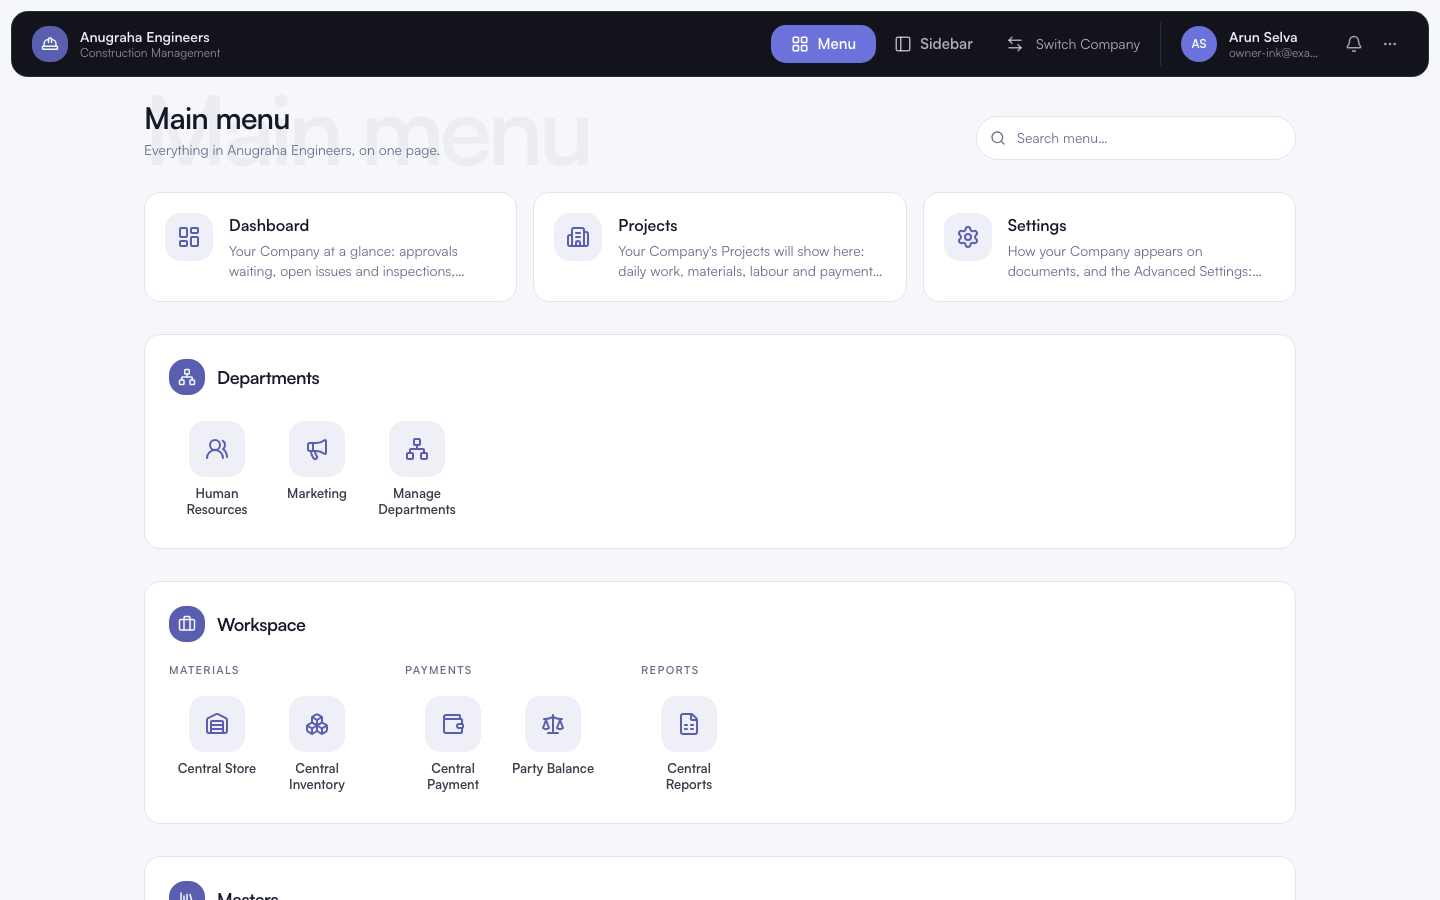 Anugraha Engineers
Construction Management
Menu
Sidebar
Switch Company
AS
Arun Selva
owner-ink@exa...
Main menu
Main menu
Everything in Anugraha Engineers, on one page.
Search menu...
Dashboard
Your Company at a glance: approvals
waiting, open issues and inspections,...
Projects
Your Company's Projects will show here:
daily work, materials, labour and payment...
Settings
How your Company appears on
documents, and the Advanced Settings:...
Departments
Human
Resources
Marketing
Manage
Departments
Workspace
MATERIALS
PAYMENTS
REPORTS
Central Store
Central
Inventory
Central
Payment
Party Balance
Central
Reports
Masters